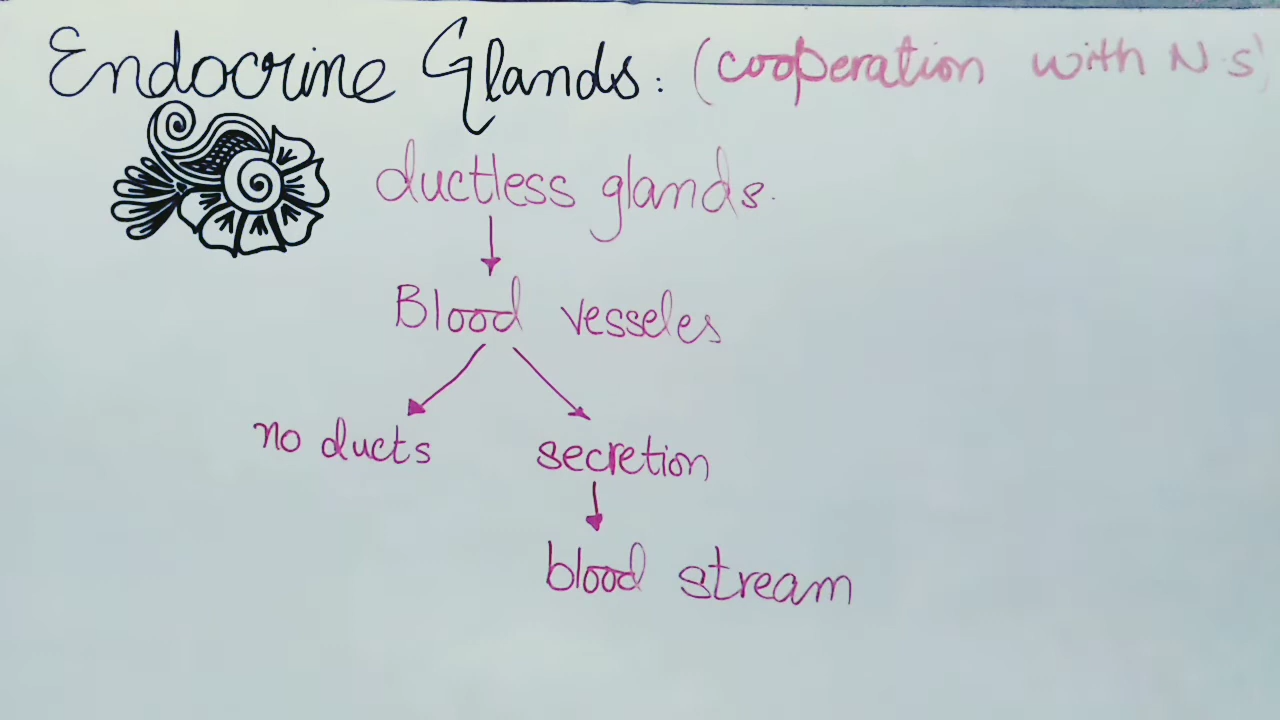 Endocrine Glands: (cooperation with N.S)
ductless glands.
Blood vesseles
no ducts secretion
blood stream